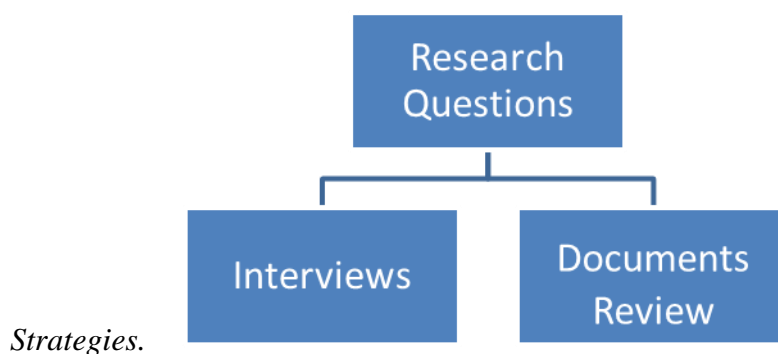 Research
Questions
Interviews
Documents
Review
Strategies.